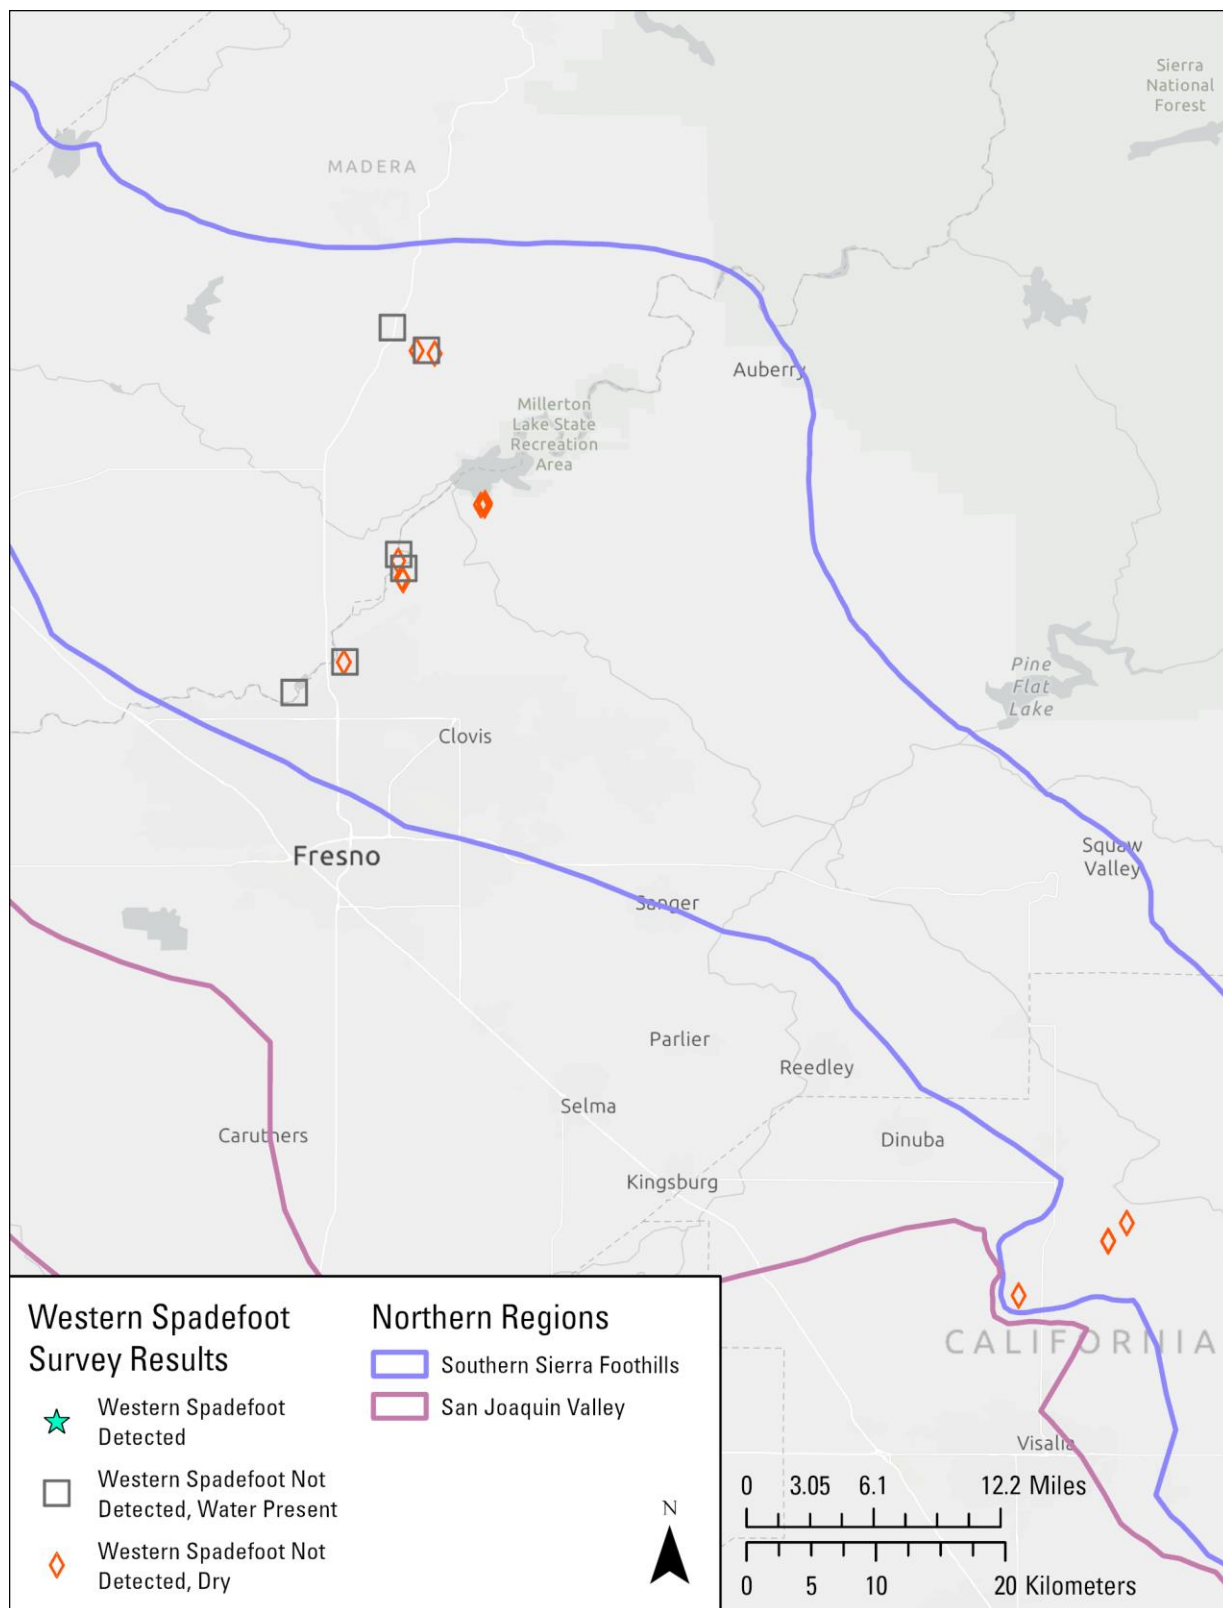 Sierra
National
Forest
MADERA
Auberry
Millerton
Lake State
Recreation
Area
Pine
Flat
Lake
Clovis
Fresno
Squaw
Valley
Sanger
Parlier
Reedley
Selma
Caruthers
Dinuba
Kingsburg
CALIFORNIA
Visalia
Western Spadefoot
Survey Results
Western Spadefoot
Detected
Western Spadefoot Not
Detected, Water Present
Western Spadefoot Not
Detected, Dry
Northern Regions
Southern Sierra Foothills
San Joaquin Valley
N
0 3.05 6.1 12.2 Miles
0 5 10 20 Kilometers